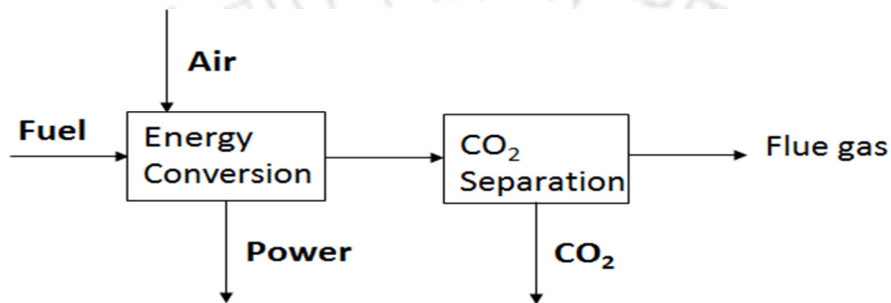 Air
Fuel
Energy
Conversion
CO₂
Separation
Flue gas
Power
CO₂